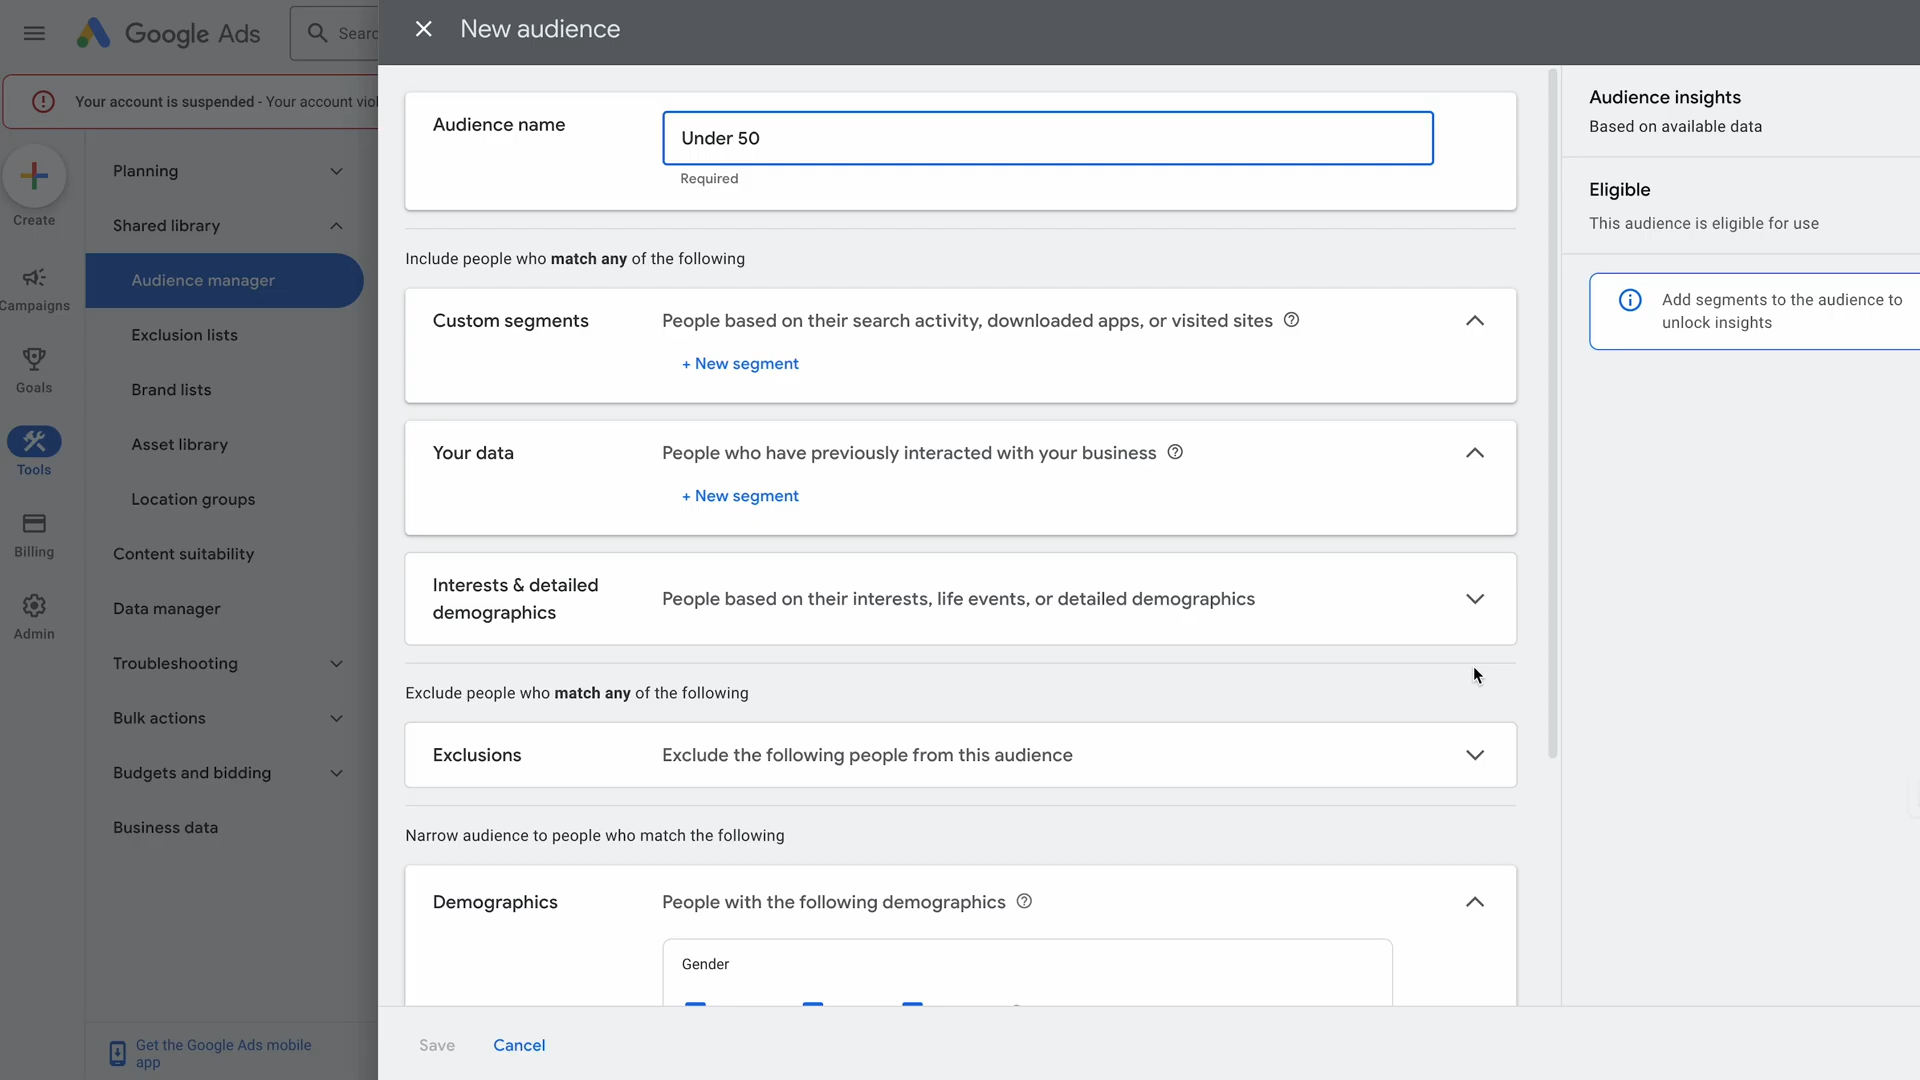 Google Ads
Searc
New audience
Your account is suspended - Your account viol
Create
Campaigns
Goals
Tools
Billing
Admin
Planning
Shared library
Audience manager
Exclusion lists
Brand lists
Asset library
Location groups
Content suitability
Data manager
Troubleshooting
Bulk actions
Budgets and bidding
Business data
Get the Google Ads mobile
app
Audience name
Under 50
Required
Include people who match any of the following
Custom segments
People based on their search activity, downloaded apps, or visited sites
+ New segment
Your data
People who have previously interacted with your business
+ New segment
Interests & detailed
demographics
People based on their interests, life events, or detailed demographics
Exclude people who match any of the following
Exclusions
Exclude the following people from this audience
Narrow audience to people who match the following
Demographics
People with the following demographics
Gender
Save
Cancel
Audience insights
Based on available data
Eligible
This audience is eligible for use
Add segments to the audience to
unlock insights